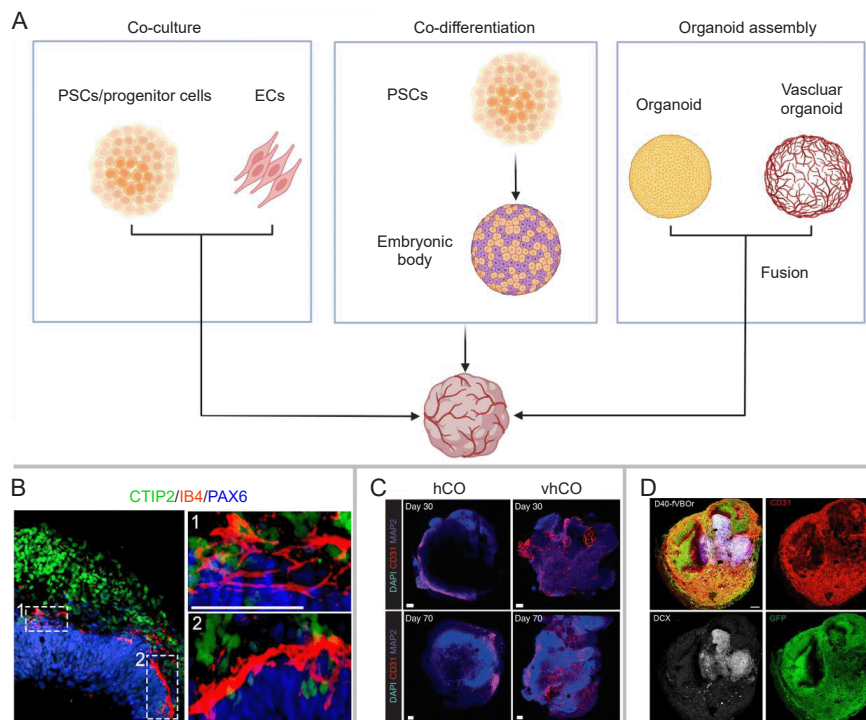 A
Co-culture
Co-differentiation
Organoid assembly
PSCs/progenitor cells
ECs
PSCs
Embryonic
body
Organoid
Vascluar
organoid
Fusion
B
CTIP2/IB4/PAX6
1
2
1
2
C
hCO
vhCO
DAPI CD31 MAP2
Day 30
Day 30
DAPI CD31 MAP2
Day 70
Day 70
D
D40-fVBOr
CD31
DCX
GFP